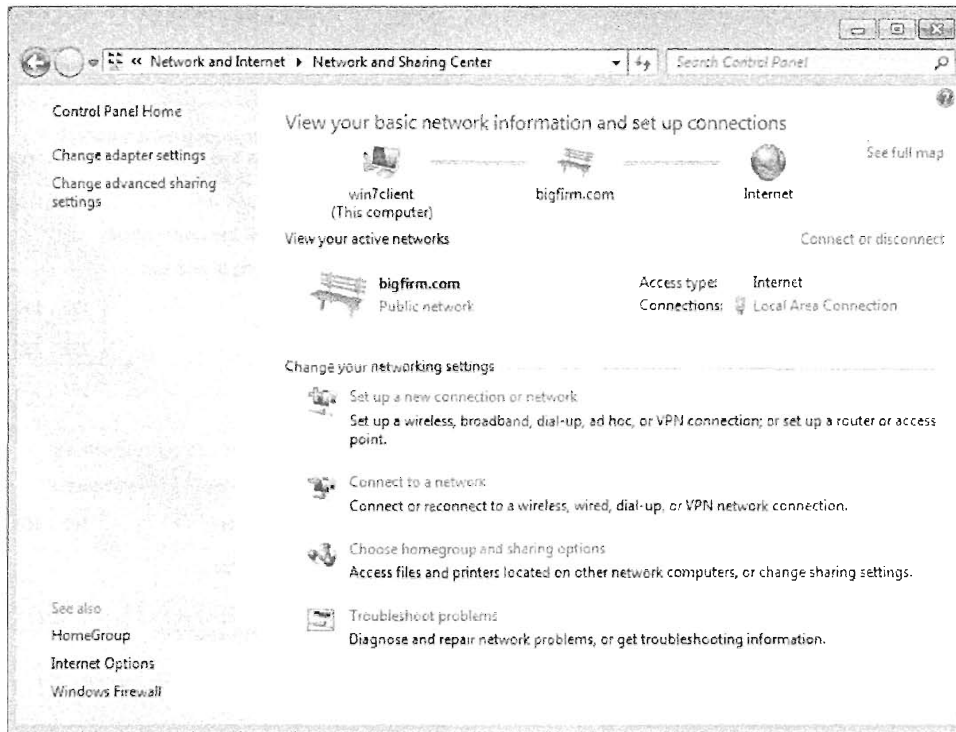 « Network and Internet ▸ Network and Sharing Center
Search Control Panel
Control Panel Home
Change adapter settings
Change advanced sharing
settings
See also
HomeGroup
Internet Options
Windows Firewall
View your basic network information and set up connections
See full map
win7client
(This computer)
bigfirm.com
Internet
View your active networks
Connect or disconnect
bigfirm.com
Public network
Access type: Internet
Connections: Local Area Connection
Change your networking settings
Set up a new connection or network
Set up a wireless, broadband, dial-up, ad hoc, or VPN connection; or set up a router or access
point.
Connect to a network
Connect or reconnect to a wireless, wired, dial-up, or VPN network connection.
Choose homegroup and sharing options
Access files and printers located on other network computers, or change sharing settings.
Troubleshoot problems
Diagnose and repair network problems, or get troubleshooting information.